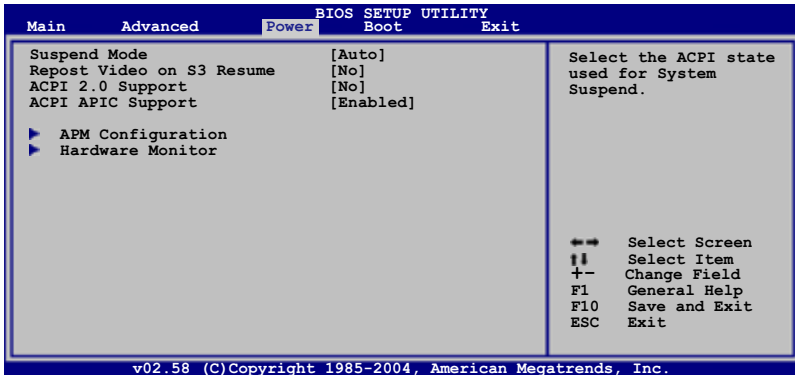 BIOS SETUP UTILITY
Main Advanced Power Boot Exit
Suspend Mode [Auto]
Repost Video on S3 Resume [No]
ACPI 2.0 Support [No]
ACPI APIC Support [Enabled]
APM Configuration
Hardware Monitor
Select the ACPI state
used for System
Suspend.
Select Screen
Select Item
+- Change Field
F1 General Help
F10 Save and Exit
ESC Exit
v02.58 (C)Copyright 1985-2004, American Megatrends, Inc.